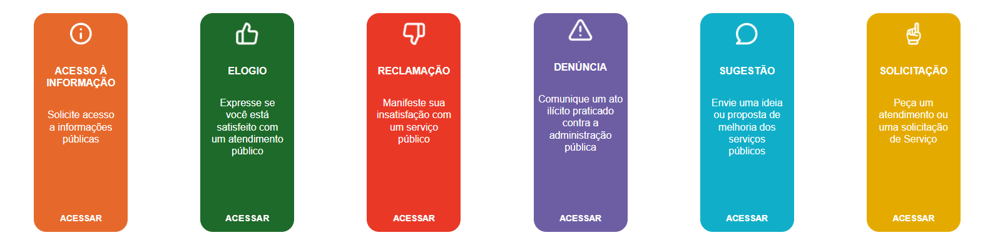 ACESSO À
INFORMAÇÃO
Solicite acesso
a informações
públicas
ACESSAR
ELOGIO
Expresse se
você está
satisfeito com
um atendimento
público
ACESSAR
RECLAMAÇÃO
Manifeste sua
insatisfação com
um serviço
público
ACESSAR
DENÚNCIA
Comunique um ato
ilícito praticado
contra a
administração
pública
ACESSAR
SUGESTÃO
Envie uma ideia
ou proposta de
melhoria dos
serviços
públicos
ACESSAR
SOLICITAÇÃO
Peça um
atendimento ou
uma solicitação
de Serviço
ACESSAR